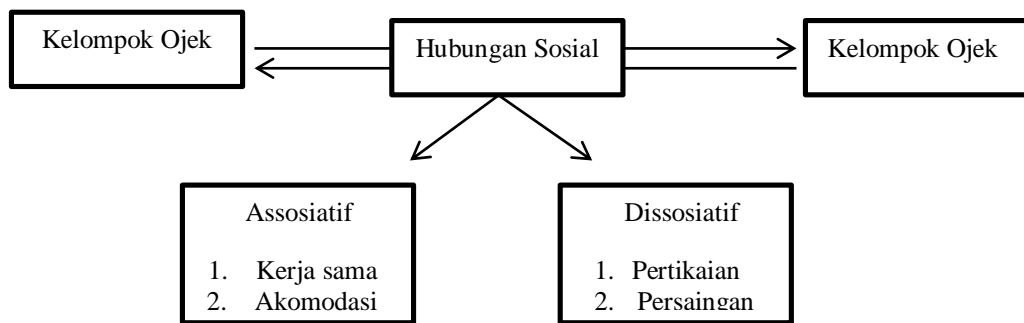 Kelompok Ojek
Hubungan Sosial
Kelompok Ojek
Assosiatif
1. Kerja sama
2. Akomodasi
Dissosiatif
1. Pertikaian
2. Persaingan